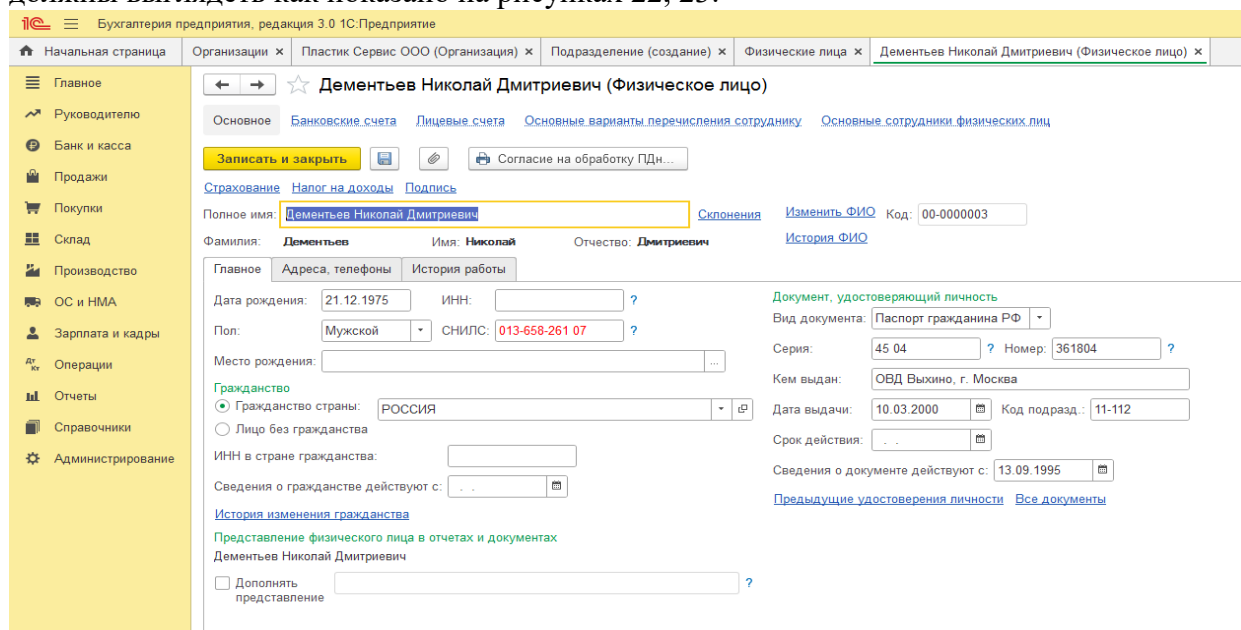 должны выглядеть как показано на рисунках 22, 23.
1С Бухгалтерия предприятия, редакция 3.0 1С:Предприятие
Начальная страница Организации × Пластик Сервис ООО (Организация) × Подразделение (создание) × Физические лица × Дементьев Николай Дмитриевич (Физическое лицо) ×
Главное
Руководителю
Банк и касса
Продажи
Покупки
Склад
Производство
ОС и НМА
Зарплата и кадры
Дт Кт Операции
Отчеты
Справочники
Администрирование
Дементьев Николай Дмитриевич (Физическое лицо)
Основное Банковские счета Лицевые счета Основные варианты перечисления сотруднику Основные сотрудники физических лиц
Записать и закрыть Согласие на обработку ПДн...
Страхование Налог на доходы Подпись
Полное имя: Дементьев Николай Дмитриевич Склонения Изменить ФИО Код: 00-0000003
Фамилия: Дементьев Имя: Николай Отчество: Дмитриевич История ФИО
Главное Адреса, телефоны История работы
Дата рождения: 21.12.1975 ИНН: ?
Пол: Мужской СНИЛС: 013-658-261 07 ?
Место рождения: ...
Гражданство
Гражданство страны: РОССИЯ
Лицо без гражданства
ИНН в стране гражданства:
Сведения о гражданстве действуют с: . .
История изменения гражданства
Представление физического лица в отчетах и документах
Дементьев Николай Дмитриевич
Дополнять ?
представление
Документ, удостоверяющий личность
Вид документа: Паспорт гражданина РФ
Серия: 45 04 ? Номер: 361804 ?
Кем выдан: ОВД Выхино, г. Москва
Дата выдачи: 10.03.2000 Код подразд.: 11-112
Срок действия: . .
Сведения о документе действуют с: 13.09.1995
Предыдущие удостоверения личности Все документы